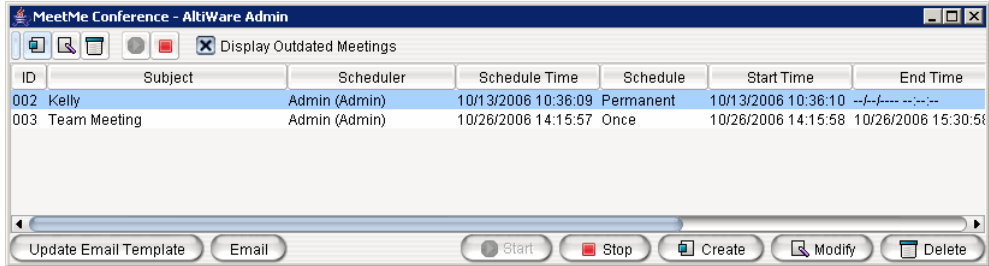 MeetMe Conference - AltiWare Admin
Display Outdated Meetings
ID Subject Scheduler Schedule Time Schedule Start Time End Time
002 Kelly Admin (Admin) 10/13/2006 10:36:09 Permanent 10/13/2006 10:36:10 --/--/---- --:--:--
003 Team Meeting Admin (Admin) 10/26/2006 14:15:57 Once 10/26/2006 14:15:58 10/26/2006 15:30:58
Update Email Template Email Start Stop Create Modify Delete